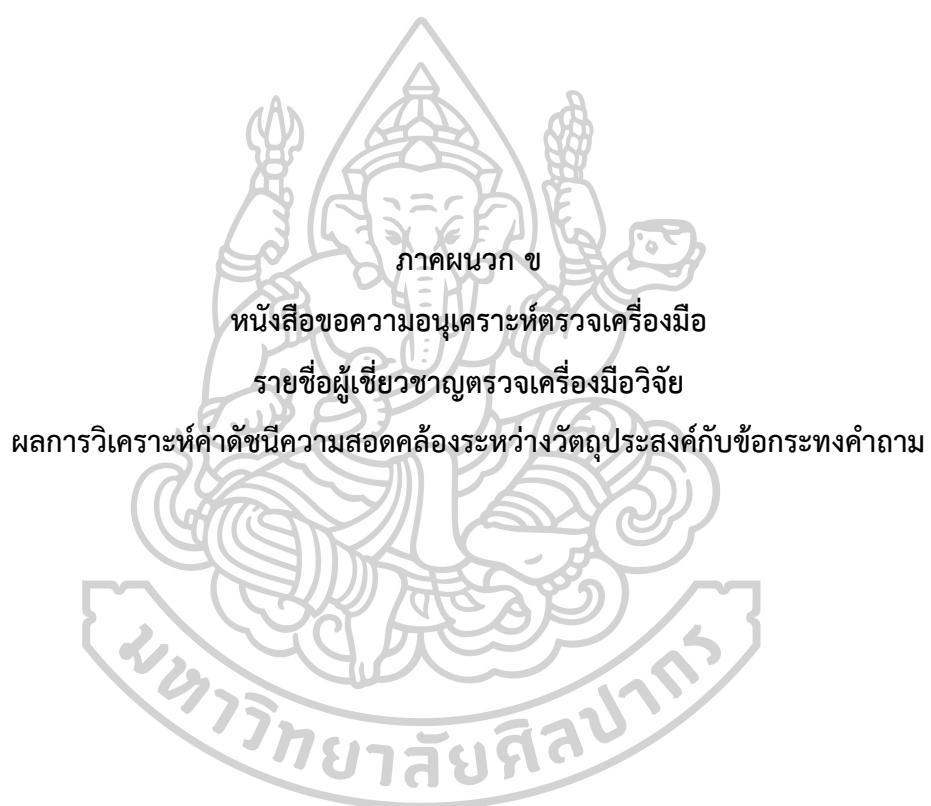 ภาคผนวก ข
หนังสือขอความอนุเคราะห์ตรวจเครื่องมือ
รายชื่อผู้เชี่ยวชาญตรวจเครื่องมือวิจัย
ผลการวิเคราะห์ค่าดัชนีความสอดคล้องระหว่างวัตถุประสงค์กับข้อกระทงคำถาม
มหาวิทยาลัยศิลปากร